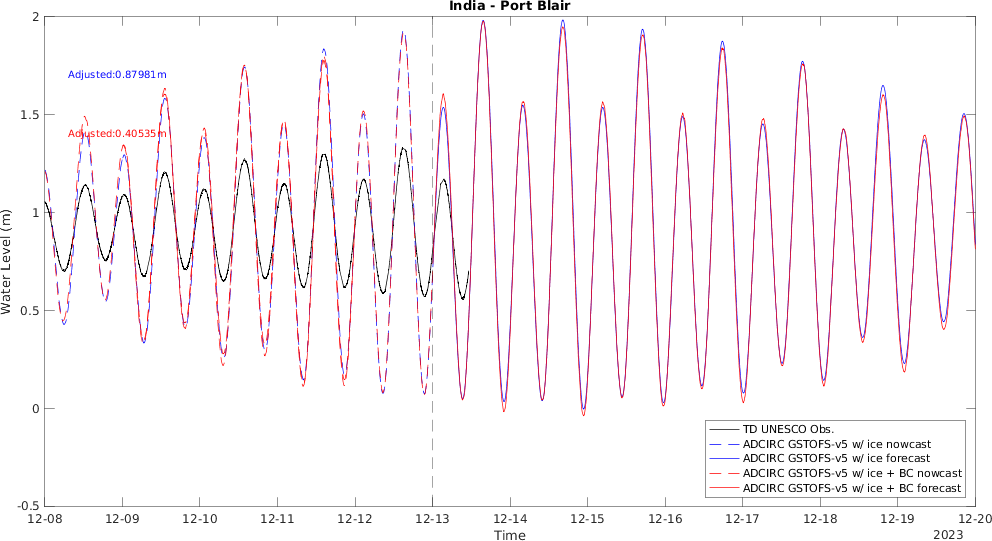 India - Port Blair
2
1.5
1
0.5
0
-0.5
Water Level (m)
Adjusted:0.87981m
Adjusted:0.40535m
TD UNESCO Obs.
ADCIRC GSTOFS-v5 w/ ice nowcast
ADCIRC GSTOFS-v5 w/ ice forecast
ADCIRC GSTOFS-v5 w/ ice + BC nowcast
ADCIRC GSTOFS-v5 w/ ice + BC forecast
12-08 12-09 12-10 12-11 12-12 12-13 12-14 12-15 12-16 12-17 12-18 12-19 12-20
Time
2023